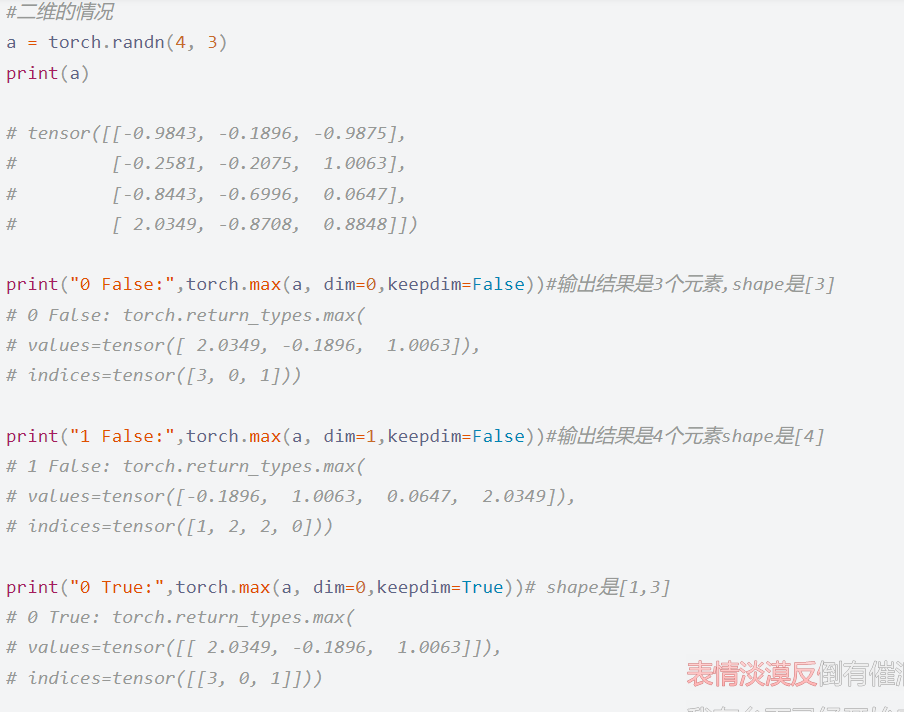 #二维的情况
a = torch.randn(4, 3)
print(a)
# tensor([[-0.9843, -0.1896, -0.9875],
#         [-0.2581, -0.2075,  1.0063],
#         [-0.8443, -0.6996,  0.0647],
#         [ 2.0349, -0.8708,  0.8848]])
print("0 False:",torch.max(a, dim=0,keepdim=False))#输出结果是3个元素,shape是[3]
# 0 False: torch.return_types.max(
# values=tensor([ 2.0349, -0.1896,  1.0063]),
# indices=tensor([3, 0, 1]))
print("1 False:",torch.max(a, dim=1,keepdim=False))#输出结果是4个元素shape是[4]
# 1 False: torch.return_types.max(
# values=tensor([-0.1896,  1.0063,  0.0647,  2.0349]),
# indices=tensor([1, 2, 2, 0]))
print("0 True:",torch.max(a, dim=0,keepdim=True))# shape是[1,3]
# 0 True: torch.return_types.max(
# values=tensor([[ 2.0349, -0.1896,  1.0063]]),
# indices=tensor([[3, 0, 1]]))
表情淡漠反倒有催